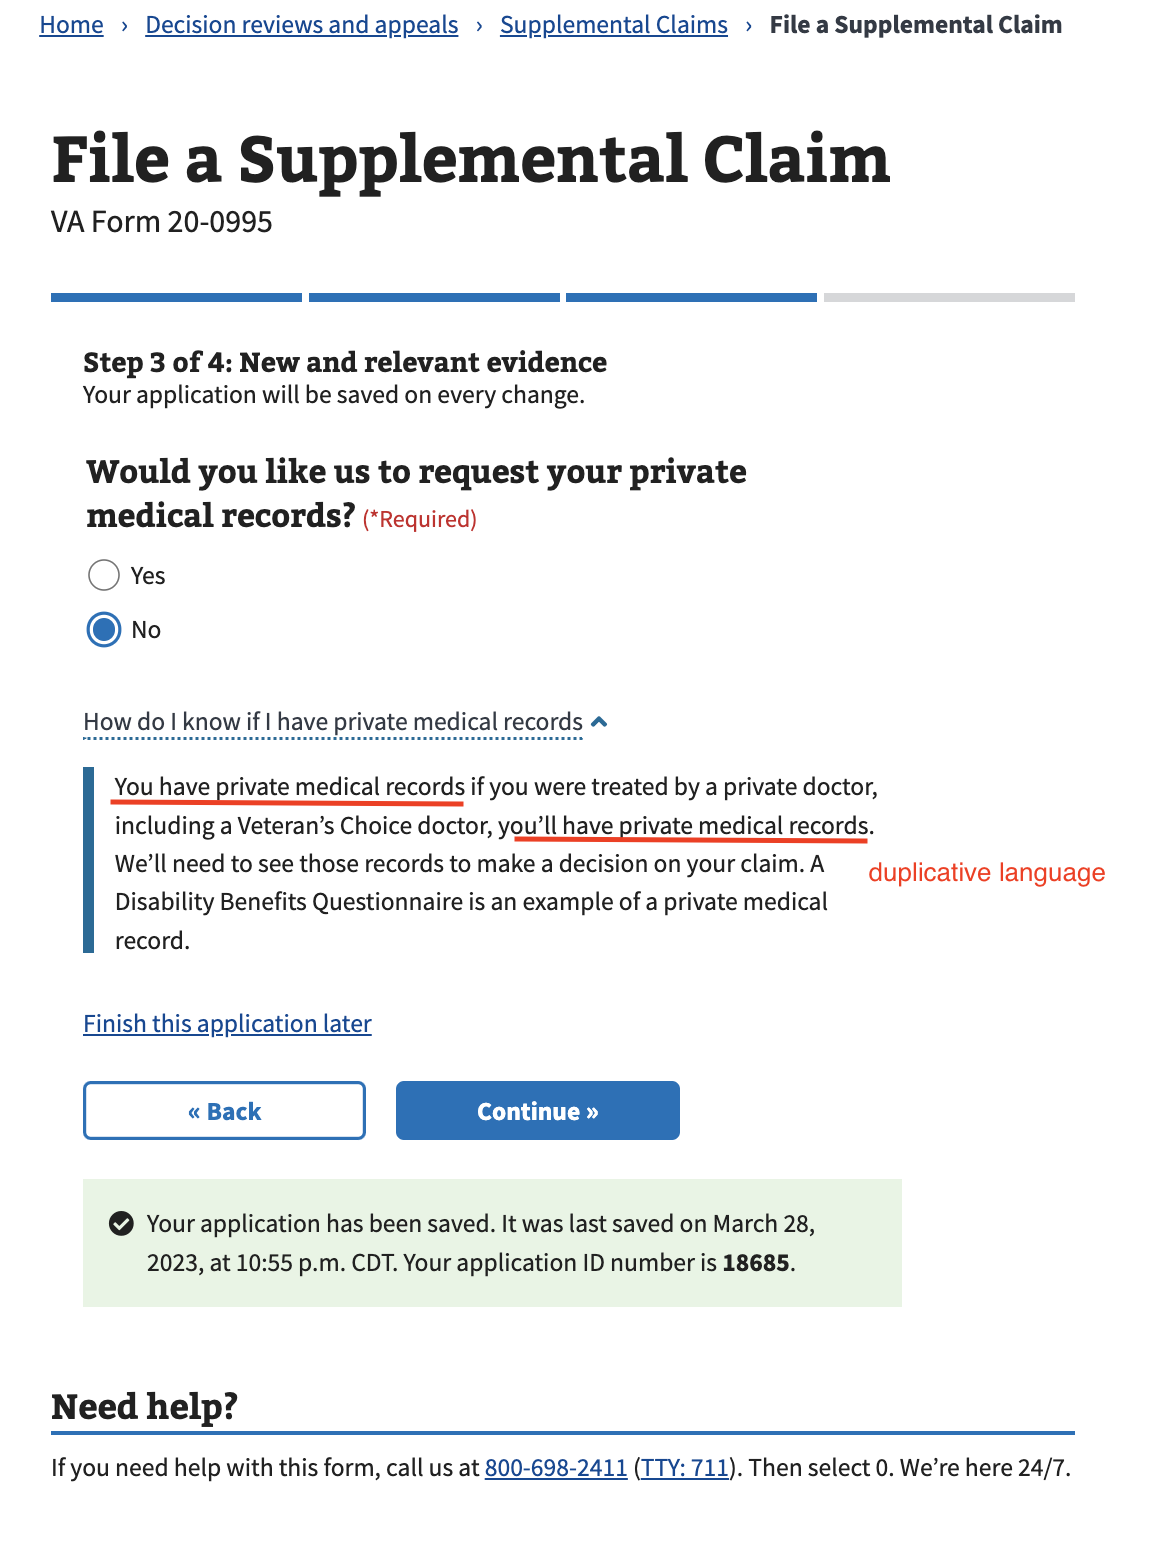 Home › Decision reviews and appeals › Supplemental Claims › File a Supplemental Claim
File a Supplemental Claim
VA Form 20-0995
Step 3 of 4: New and relevant evidence
Your application will be saved on every change.
Would you like us to request your private
medical records? (*Required)
Yes
No
How do I know if I have private medical records
You have private medical records if you were treated by a private doctor,
including a Veteran’s Choice doctor, you’ll have private medical records.
We’ll need to see those records to make a decision on your claim. A
duplicative language
Disability Benefits Questionnaire is an example of a private medical
record.
Finish this application later
« Back
Continue »
Your application has been saved. It was last saved on March 28,
2023, at 10:55 p.m. CDT. Your application ID number is 18685.
Need help?
If you need help with this form, call us at 800-698-2411 (TTY: 711). Then select 0. We’re here 24/7.